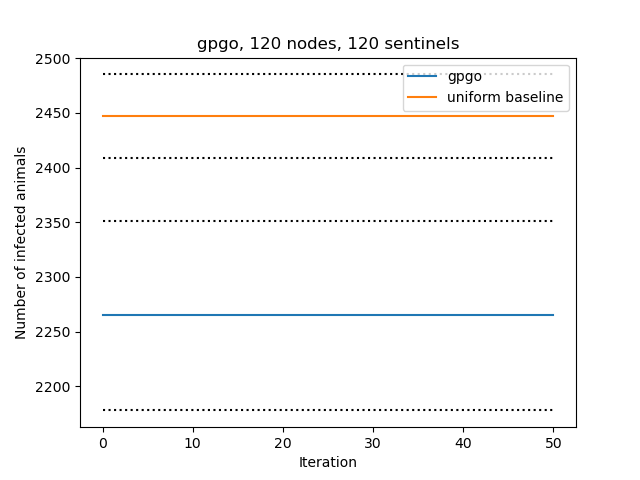 gpgo, 120 nodes, 120 sentinels
2500
2450
2400
2350
2300
2250
2200
Number of infected animals
gpgo
uniform baseline
0 10 20 30 40 50
Iteration